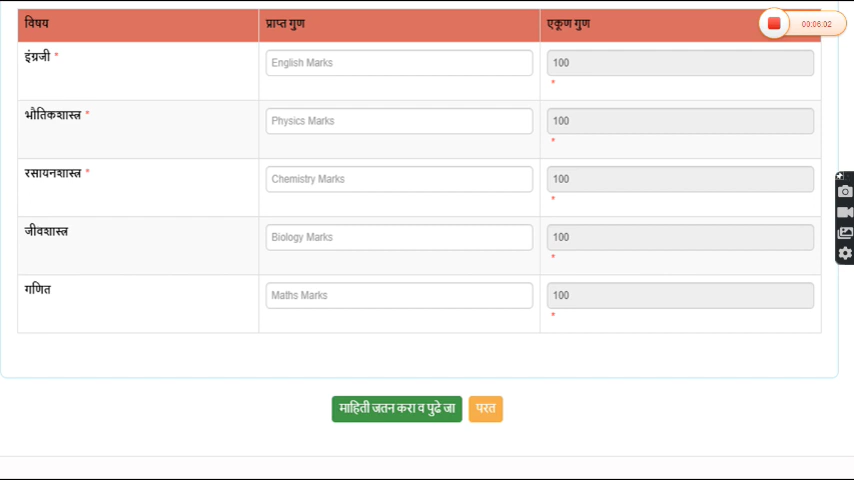 विषय प्राप्त गुण एकूण गुण 00:06:02
इंग्रजी * English Marks 100
*
भौतिकशास्त्र * Physics Marks 100
*
रसायनशास्त्र * Chemistry Marks 100
*
जीवशास्त्र Biology Marks 100
*
गणित Maths Marks 100
*
माहिती जतन करा व पुढे जा परत